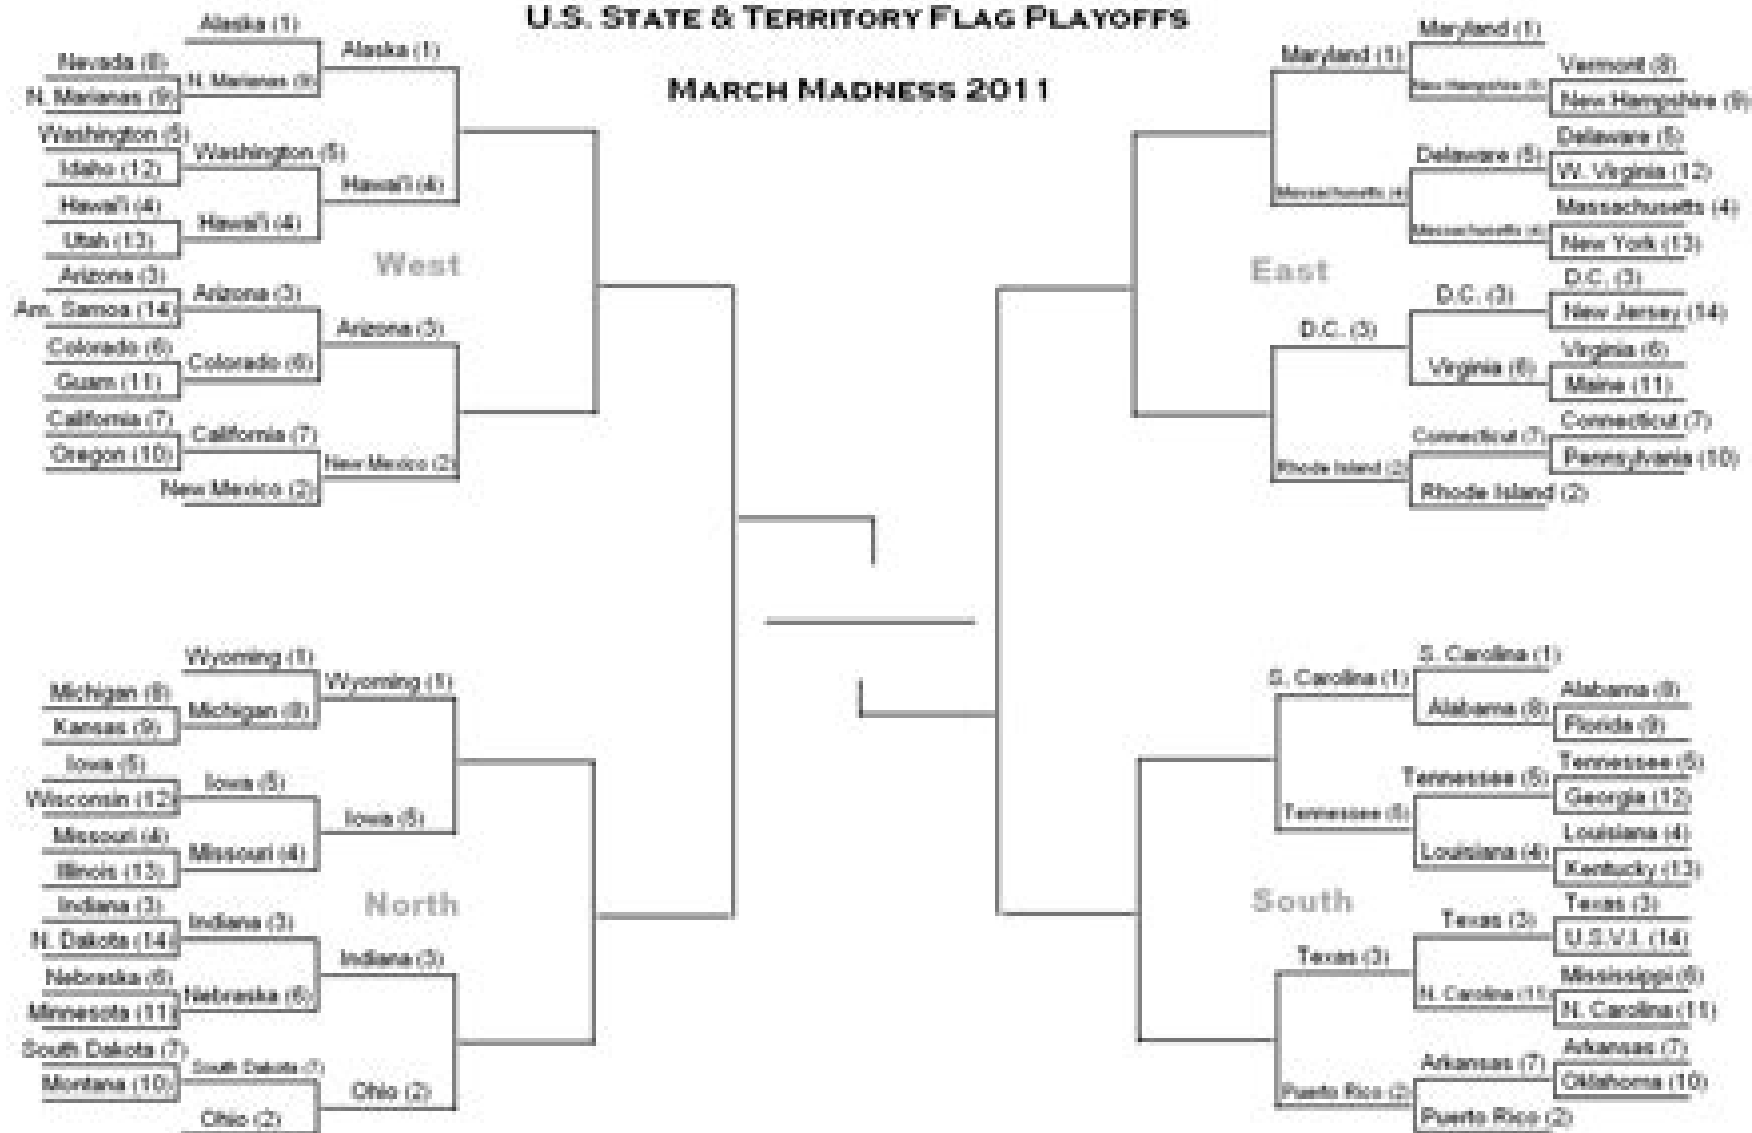 U.S. STATE & TERRITORY FLAG PLAYOFFS
MARCH MADNESS 2011
Alaska (1)
Nevada (8)
N. Marianas (9)
N. Marianas (9)
Alaska (1)
Washington (5)
Idaho (12)
Washington (5)
Hawai'i (4)
Utah (13)
Hawai'i (4)
Hawai'i (4)
West
Arizona (3)
Am. Samoa (14)
Arizona (3)
Colorado (6)
Guam (11)
Colorado (6)
Arizona (3)
California (7)
Oregon (10)
California (7)
New Mexico (2)
New Mexico (2)
Wyoming (1)
Michigan (8)
Kansas (9)
Michigan (8)
Wyoming (1)
Iowa (5)
Wisconsin (12)
Iowa (5)
Missouri (4)
Illinois (13)
Missouri (4)
Iowa (5)
North
Indiana (3)
N. Dakota (14)
Indiana (3)
Nebraska (6)
Minnesota (11)
Nebraska (6)
Indiana (3)
South Dakota (7)
Montana (10)
South Dakota (7)
Ohio (2)
Ohio (2)
Maryland (1)
Maryland (1)
Vermont (8)
New Hampshire (9)
New Hampshire (9)
Delaware (5)
W. Virginia (12)
Delaware (5)
Massachusetts (4)
New York (13)
Massachusetts (4)
Massachusetts (4)
East
D.C. (3)
New Jersey (14)
D.C. (3)
Virginia (6)
Maine (11)
Virginia (6)
D.C. (3)
Connecticut (7)
Pennsylvania (10)
Connecticut (7)
Rhode Island (2)
Rhode Island (2)
S. Carolina (1)
S. Carolina (1)
Alabama (8)
Florida (9)
Alabama (8)
Tennessee (5)
Georgia (12)
Tennessee (5)
Louisiana (4)
Kentucky (13)
Louisiana (4)
Tennessee (5)
South
Texas (3)
U.S.V.I. (14)
Texas (3)
Mississippi (6)
N. Carolina (11)
N. Carolina (11)
Texas (3)
Arkansas (7)
Oklahoma (10)
Arkansas (7)
Puerto Rico (2)
Puerto Rico (2)